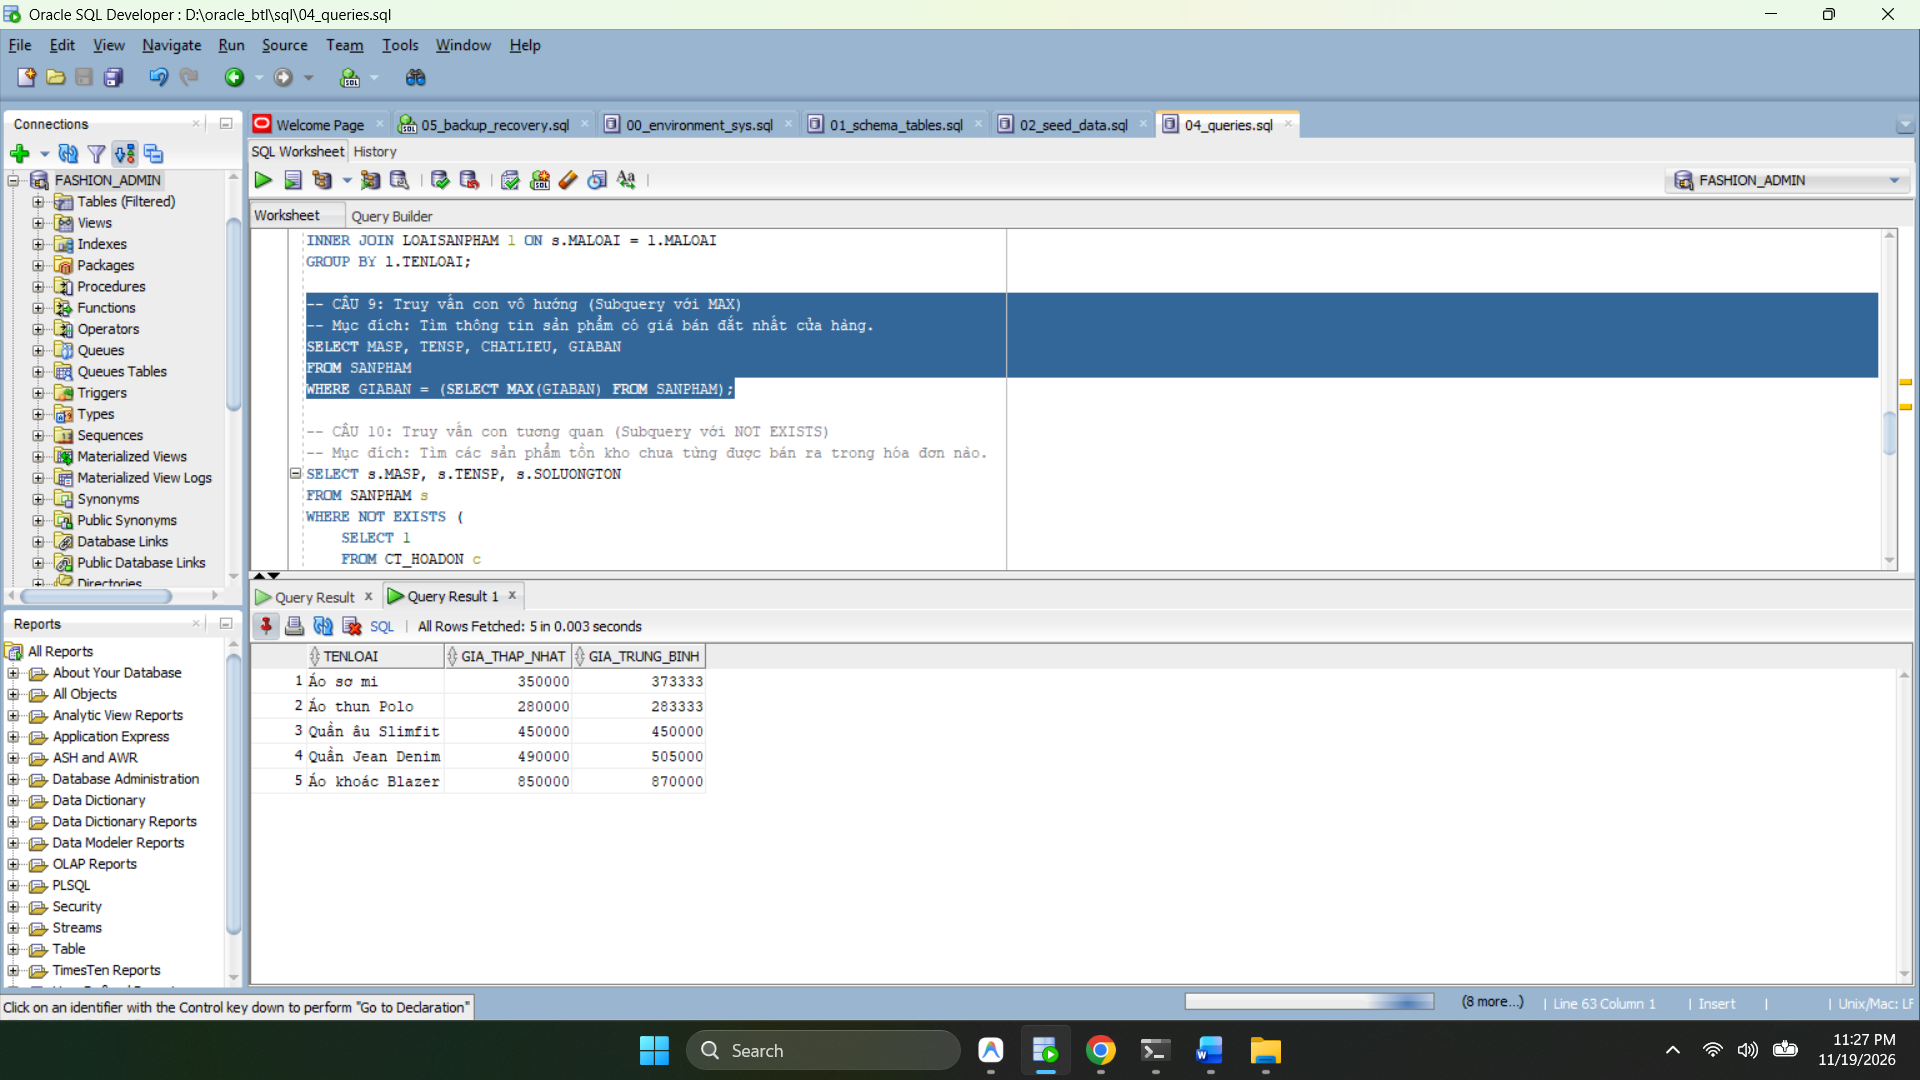 Oracle SQL Developer : D:\oracle_btl\sql\04_queries.sql
File Edit View Navigate Run Source Team Tools Window Help
Connections
FASHION_ADMIN
Tables (Filtered)
Views
Indexes
Packages
Procedures
Functions
Operators
Queues
Queues Tables
Triggers
Types
Sequences
Materialized Views
Materialized View Logs
Synonyms
Public Synonyms
Database Links
Public Database Links
Directories
Reports
All Reports
About Your Database
All Objects
Analytic View Reports
Application Express
ASH and AWR
Database Administration
Data Dictionary
Data Dictionary Reports
Data Modeler Reports
OLAP Reports
PLSQL
Security
Streams
Table
TimesTen Reports
Welcome Page 05_backup_recovery.sql 00_environment_sys.sql 01_schema_tables.sql 02_seed_data.sql 04_queries.sql
SQL Worksheet History
FASHION_ADMIN
Worksheet Query Builder
INNER JOIN LOAISANPHAM l ON s.MALOAI = l.MALOAI
GROUP BY l.TENLOAI;
-- CÂU 9: Truy vấn con vô hướng (Subquery với MAX)
-- Mục đích: Tìm thông tin sản phẩm có giá bán đắt nhất cửa hàng.
SELECT MASP, TENSP, CHATLIEU, GIABAN
FROM SANPHAM
WHERE GIABAN = (SELECT MAX(GIABAN) FROM SANPHAM);
-- CÂU 10: Truy vấn con tương quan (Subquery với NOT EXISTS)
-- Mục đích: Tìm các sản phẩm tồn kho chưa từng được bán ra trong hóa đơn nào.
SELECT s.MASP, s.TENSP, s.SOLUONGTON
FROM SANPHAM s
WHERE NOT EXISTS (
SELECT 1
FROM CT_HOADON c
Query Result Query Result 1
SQL | All Rows Fetched: 5 in 0.003 seconds
TENLOAI GIA_THAP_NHAT GIA_TRUNG_BINH
1 Áo sơ mi 350000 373333
2 Áo thun Polo 280000 283333
3 Quần âu Slimfit 450000 450000
4 Quần Jean Denim 490000 505000
5 Áo khoác Blazer 850000 870000
Click on an identifier with the Control key down to perform "Go to Declaration"
(8 more...) | Line 63 Column 1 | Insert | | Unix/Mac: LF
Search
11:27 PM
11/19/2026